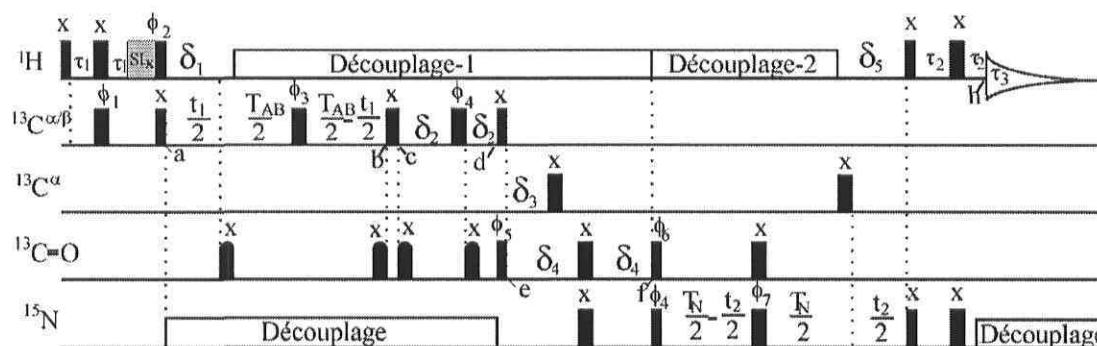 x x ϕ2 x x
¹H τ1 τ1 SLx δ1 Découplage-1 Découplage-2 δ5 τ2 τ2 τ3
h
ϕ1 x ϕ3 x ϕ4 x
¹³Cα/β t1/2 TAB/2 TAB/2 - t1/2 δ2 δ2
a b c d
x x
¹³Cα δ3
x x x x ϕ5 x ϕ6 x
¹³C=O δ4 δ4
e f
x ϕ4 ϕ7 x x
¹⁵N Découplage TN/2 - t2/2 TN/2 t2/2 Découplage